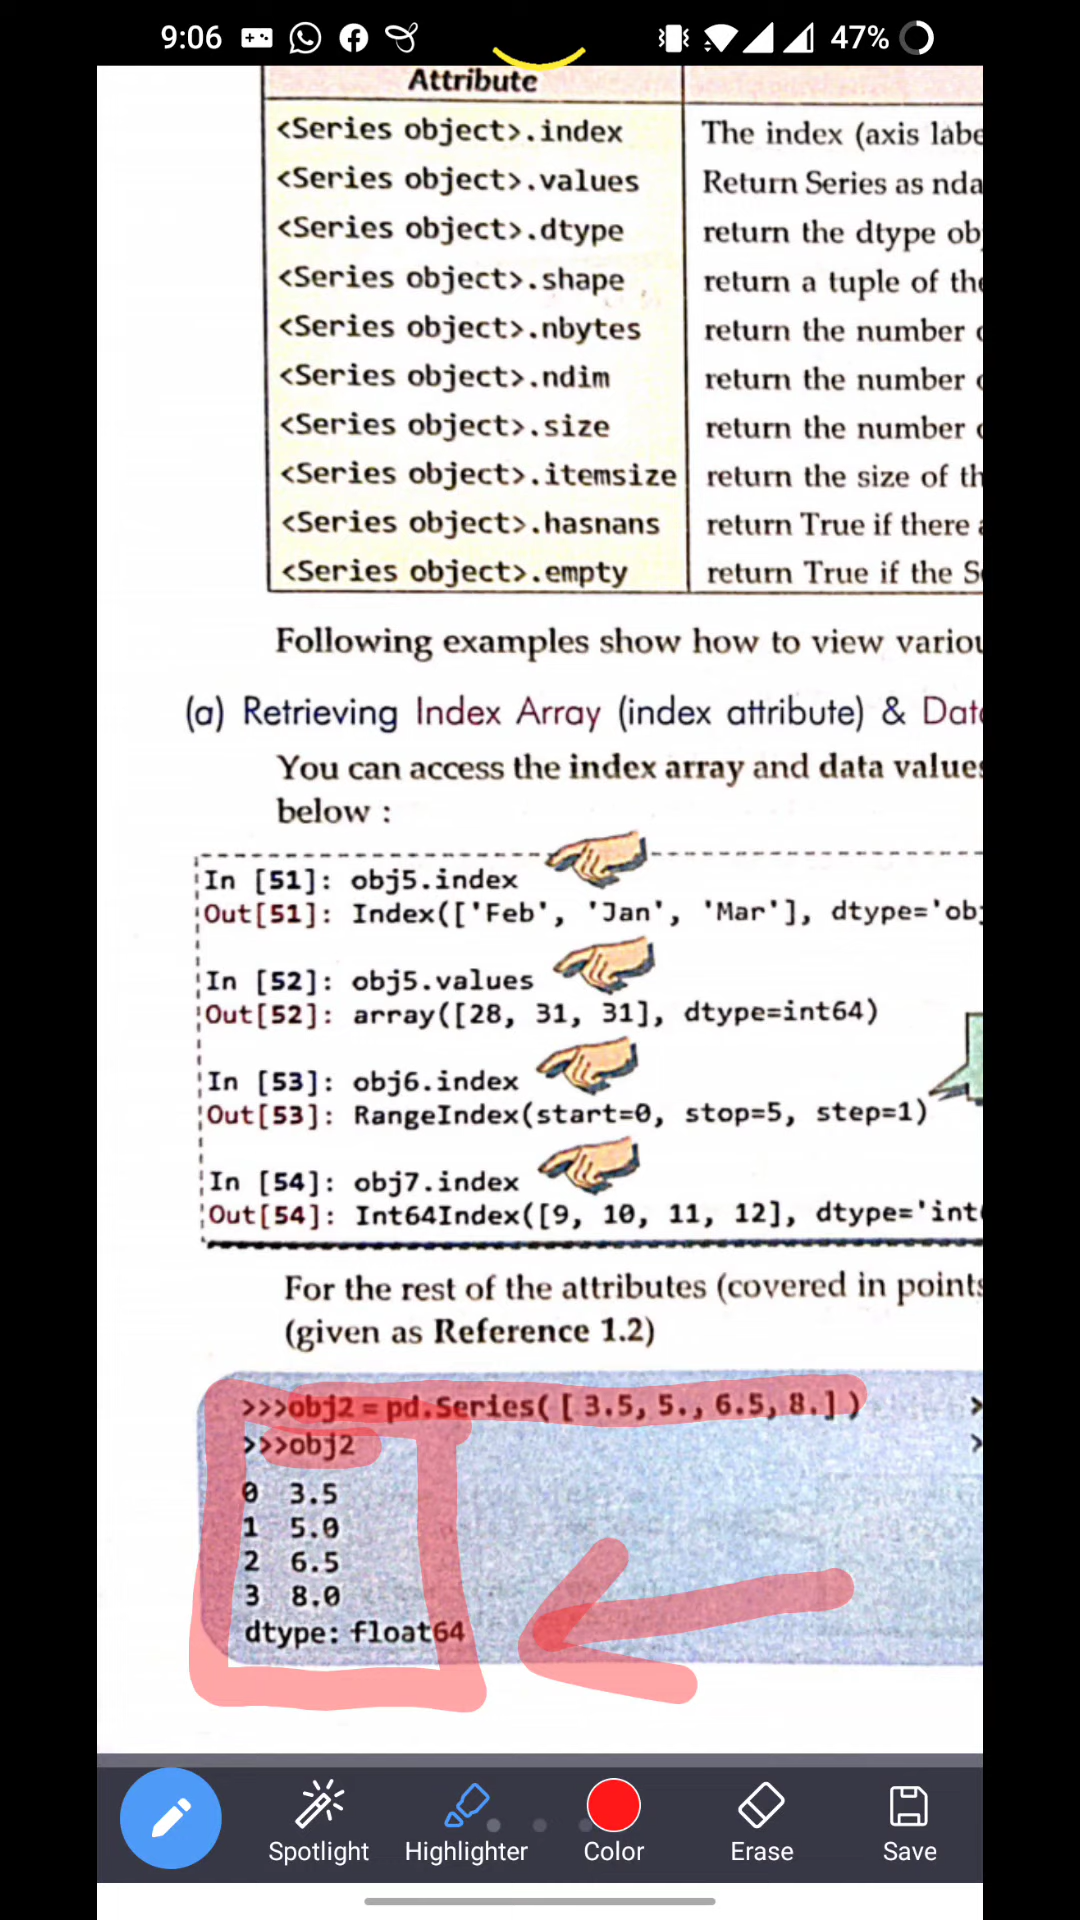 9:06
47%
Attribute
<Series object>.index The index (axis labe
<Series object>.values Return Series as nda
<Series object>.dtype return the dtype ob
<Series object>.shape return a tuple of the
<Series object>.nbytes return the number
<Series object>.ndim return the number
<Series object>.size return the number
<Series object>.itemsize return the size of th
<Series object>.hasnans return True if there
<Series object>.empty return True if the S
Following examples show how to view variou
(a) Retrieving Index Array (index attribute) & Dat
You can access the index array and data values
below :
In [51]: obj5.index
Out[51]: Index(['Feb', 'Jan', 'Mar'], dtype='ob
In [52]: obj5.values
Out[52]: array([28, 31, 31], dtype=int64)
In [53]: obj6.index
Out[53]: RangeIndex(start=0, stop=5, step=1)
In [54]: obj7.index
Out[54]: Int64Index([9, 10, 11, 12], dtype='int
For the rest of the attributes (covered in points
(given as Reference 1.2)
>>>obj2 = pd.Series( [ 3.5, 5., 6.5, 8.] ) >
>>>obj2 >
0 3.5
1 5.0
2 6.5
3 8.0
dtype: float64
Spotlight Highlighter Color Erase Save